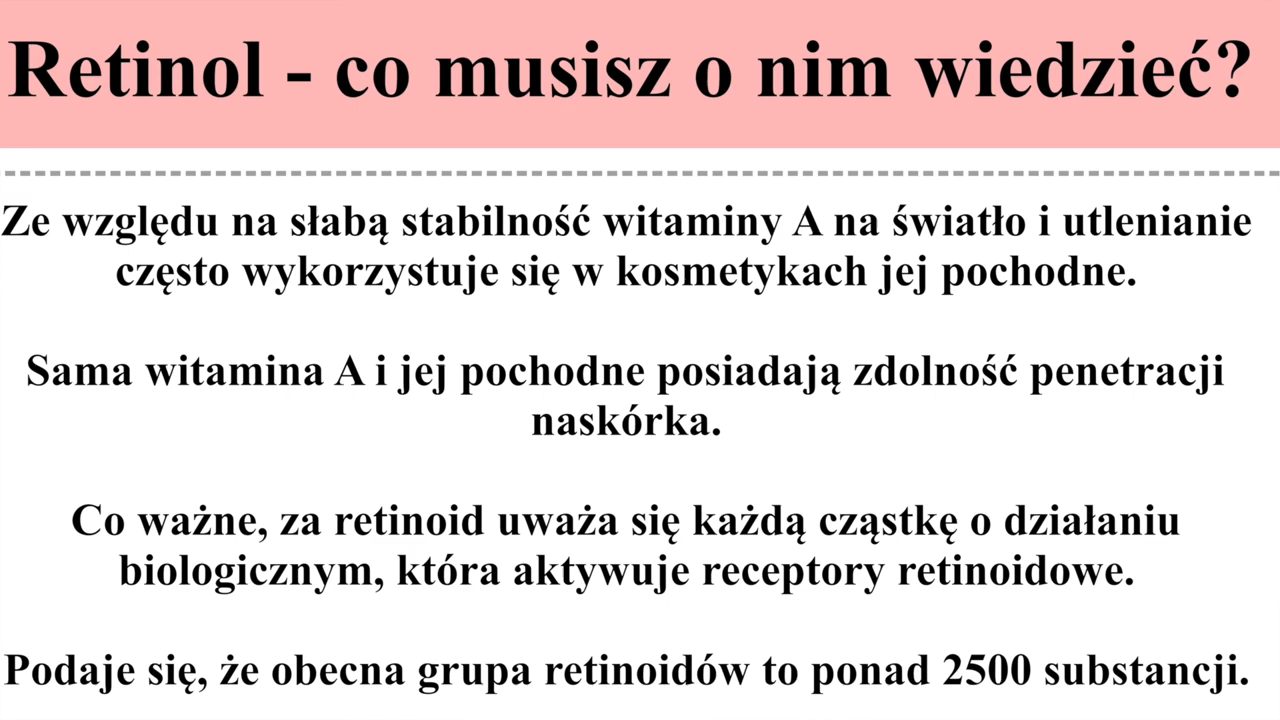 Retinol - co musisz o nim wiedzieć?
Ze względu na słabą stabilność witaminy A na światło i utlenianie
często wykorzystuje się w kosmetykach jej pochodne.
Sama witamina A i jej pochodne posiadają zdolność penetracji
naskórka.
Co ważne, za retinoid uważa się każdą cząstkę o działaniu
biologicznym, która aktywuje receptory retinoidowe.
Podaje się, że obecna grupa retinoidów to ponad 2500 substancji.